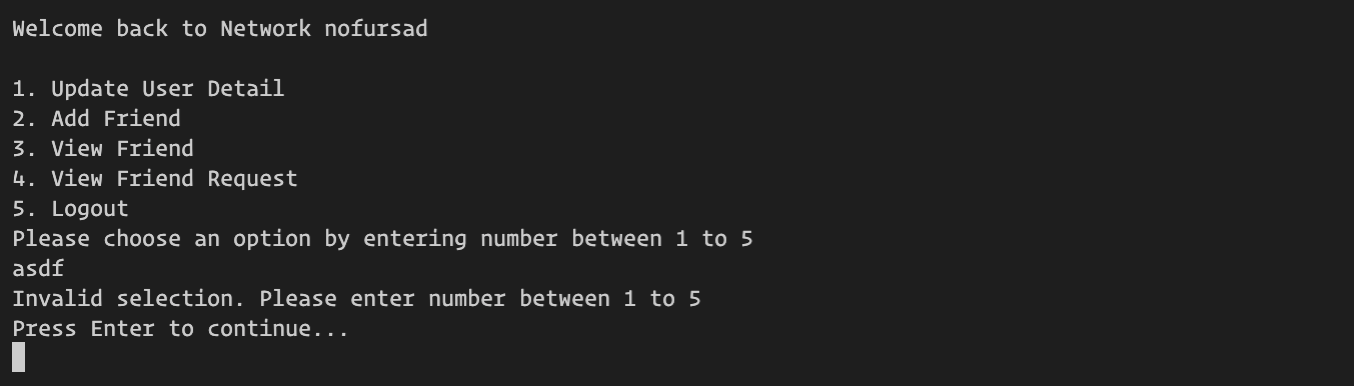 Welcome back to Network nofursad
1. Update User Detail
2. Add Friend
3. View Friend
4. View Friend Request
5. Logout
Please choose an option by entering number between 1 to 5
asdf
Invalid selection. Please enter number between 1 to 5
Press Enter to continue...